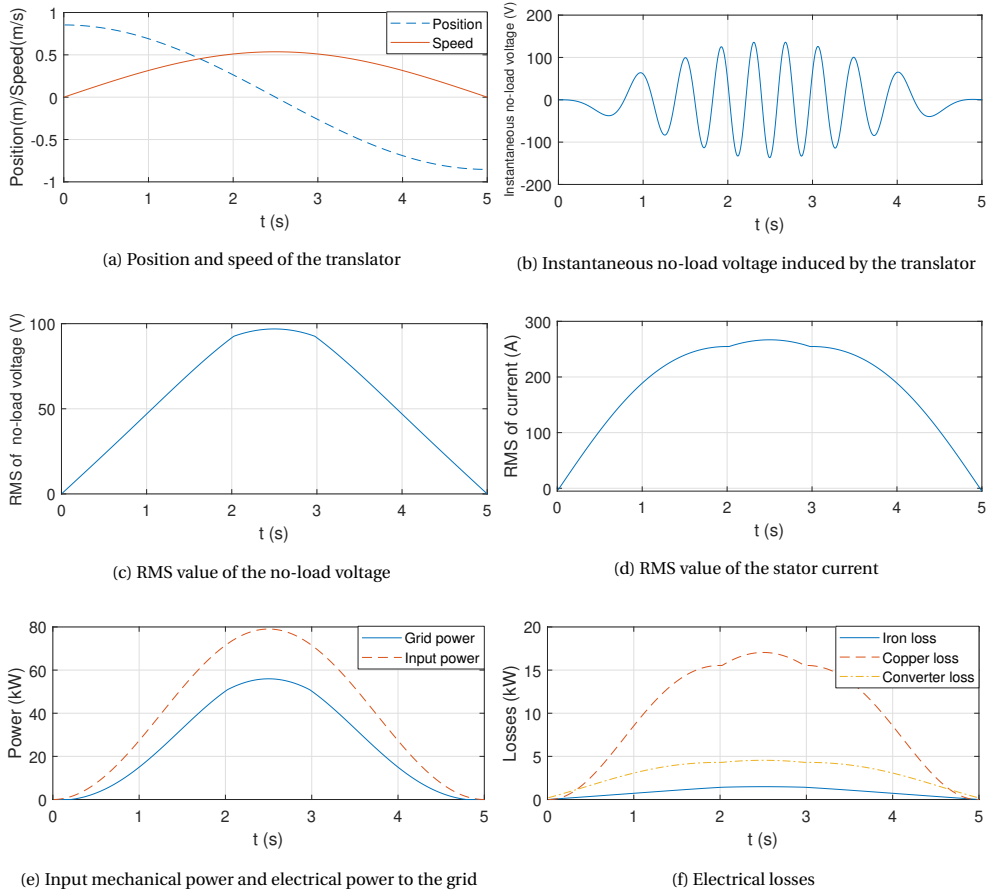 1
0.5
0
-0.5
-1
Position(m)/Speed(m/s)
Position
Speed
0 1 2 3 4 5
t (s)
(a) Position and speed of the translator
200
100
0
-100
-200
Instantaneous no-load voltage (V)
0 1 2 3 4 5
t (s)
(b) Instantaneous no-load voltage induced by the translator
100
50
0
RMS of no-load voltage (V)
0 1 2 3 4 5
t (s)
(c) RMS value of the no-load voltage
300
200
100
0
RMS of current (A)
0 1 2 3 4 5
t (s)
(d) RMS value of the stator current
80
60
40
20
0
Power (kW)
Grid power
Input power
0 1 2 3 4 5
t (s)
(e) Input mechanical power and electrical power to the grid
20
15
10
5
0
Losses (kW)
Iron loss
Copper loss
Converter loss
0 1 2 3 4 5
t (s)
(f) Electrical losses